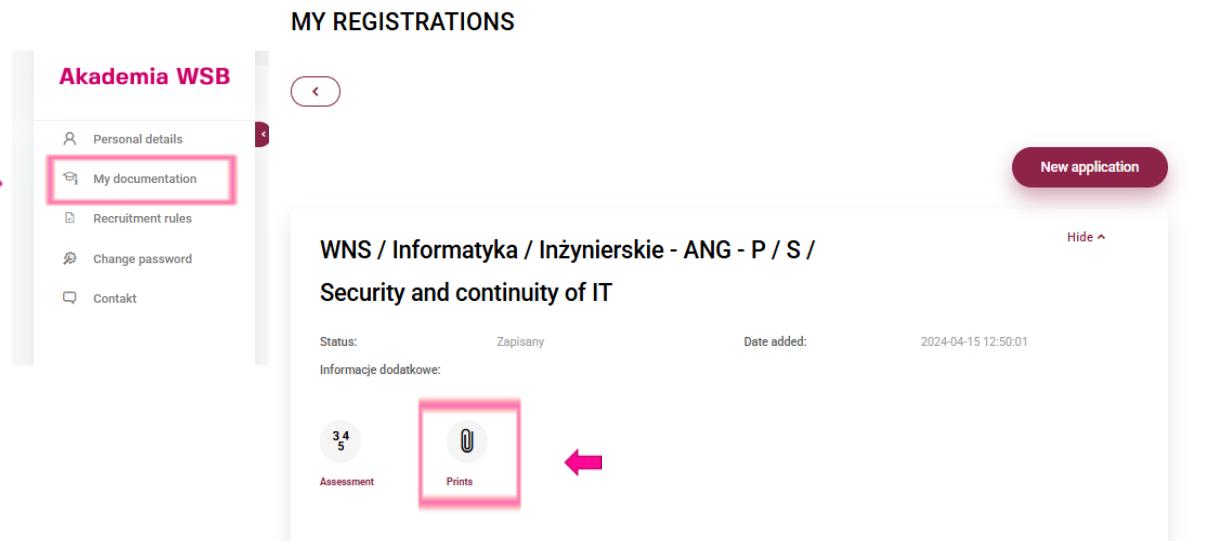 MY REGISTRATIONS
Akademia WSB
Personal details
My documentation
Recruitment rules
Change password
Contakt
New application
Hide
WNS / Informatyka / Inżynierskie - ANG - P / S /
Security and continuity of IT
Status: Zapisany Date added: 2024-04-15 12:50:01
Informacje dodatkowe:
3 4
5
Assessment Prints